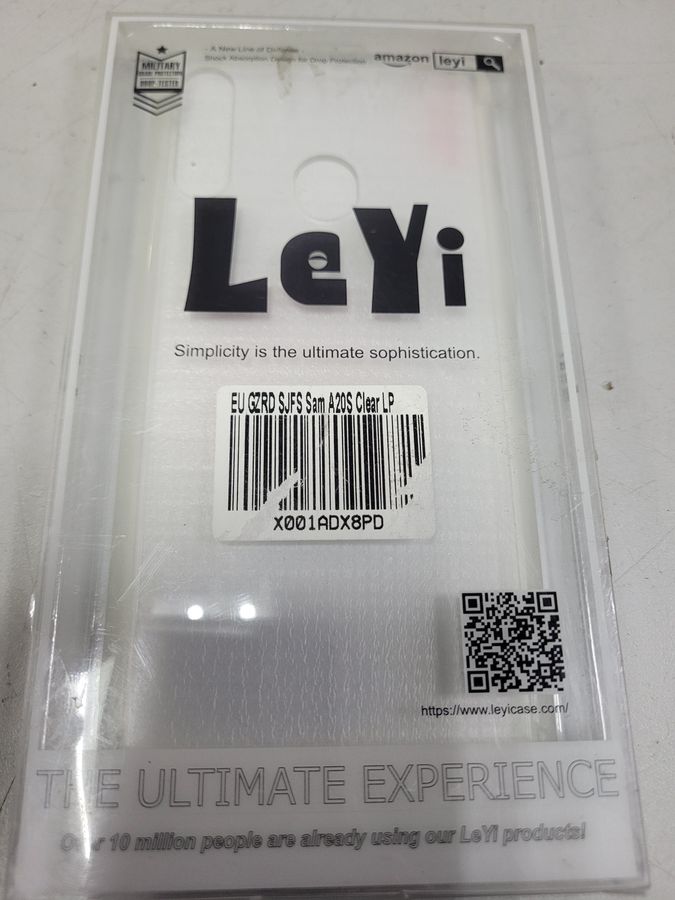 - A New Line of Defense -
Shock Absorption Design for Drop Protection
MILITARY
DROP-TESTED
amazon leyi
LeYi
Simplicity is the ultimate sophistication.
EU GZRD SJFS Sam A20S Clear LP
X001ADX8PD
https://www.leyicase.com/
THE ULTIMATE EXPERIENCE
Over 10 million people are already using our LeYi products!